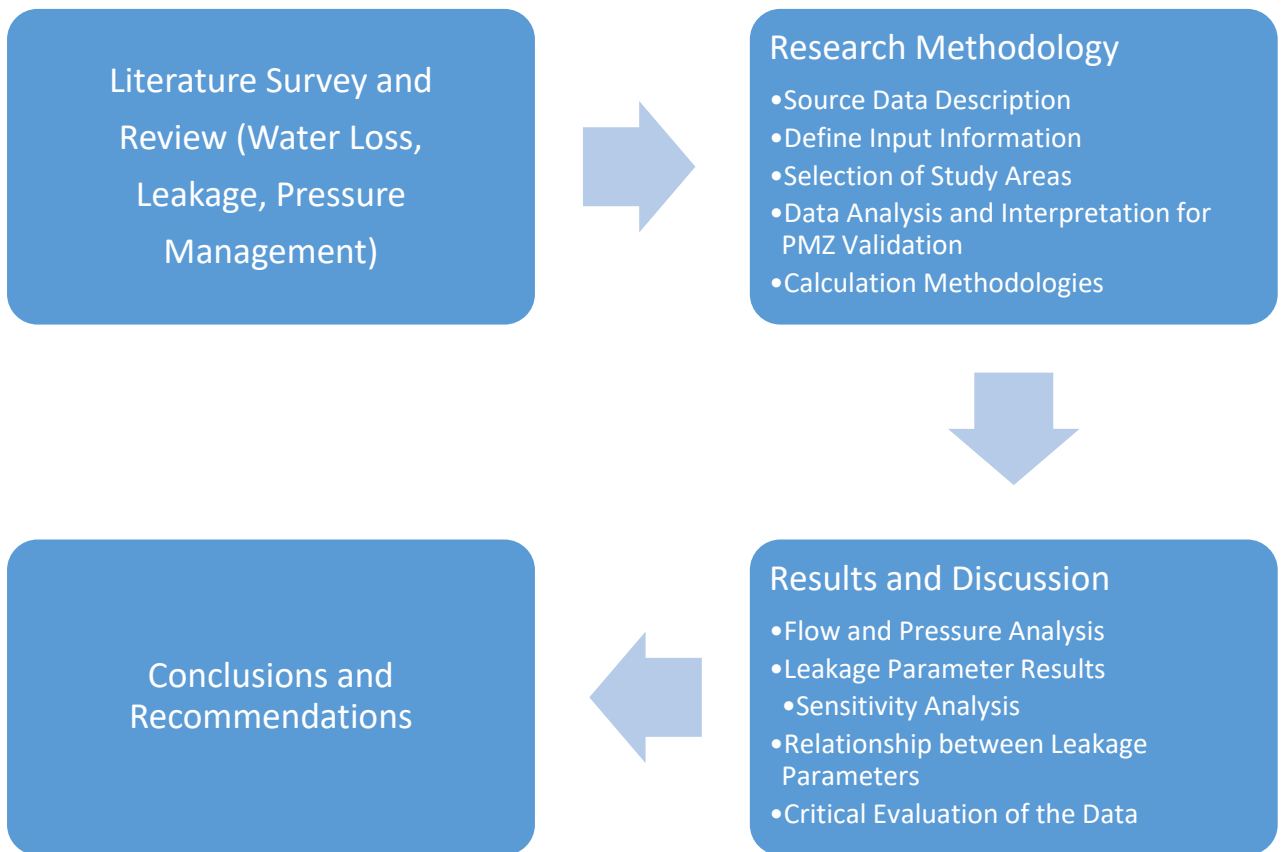 Literature Survey and
Review (Water Loss,
Leakage, Pressure
Management)
Research Methodology
•Source Data Description
•Define Input Information
•Selection of Study Areas
•Data Analysis and Interpretation for
PMZ Validation
•Calculation Methodologies
Results and Discussion
•Flow and Pressure Analysis
•Leakage Parameter Results
•Sensitivity Analysis
•Relationship between Leakage
Parameters
•Critical Evaluation of the Data
Conclusions and
Recommendations